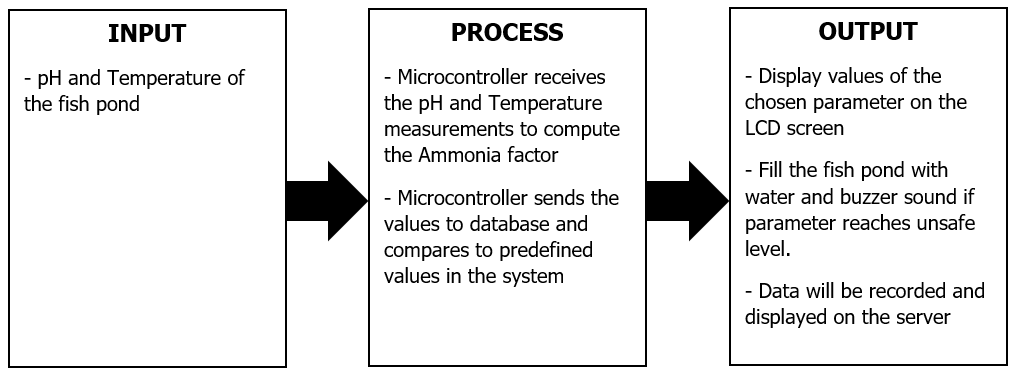 INPUT
- pH and Temperature of
the fish pond
PROCESS
- Microcontroller receives
the pH and Temperature
measurements to compute
the Ammonia factor
- Microcontroller sends the
values to database and
compares to predefined
values in the system
OUTPUT
- Display values of the
chosen parameter on the
LCD screen
- Fill the fish pond with
water and buzzer sound if
parameter reaches unsafe
level.
- Data will be recorded and
displayed on the server